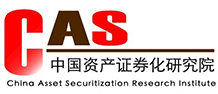 CAS
中国资产证券化研究院
China Asset Securitization Research Institute